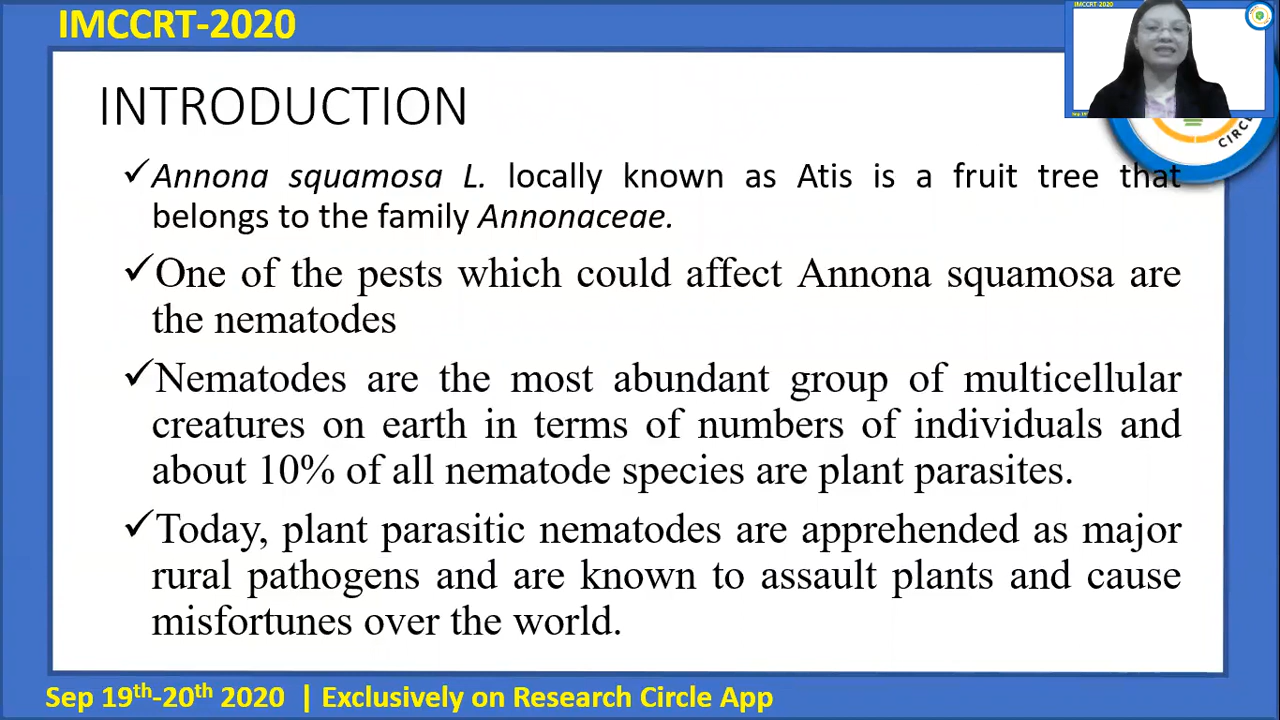 IMCCRT-2020
IMCCRT 2020
INTRODUCTION
CIRCL
✓Annona squamosa L. locally known as Atis is a fruit tree that
belongs to the family Annonaceae.
✓One of the pests which could affect Annona squamosa are
the nematodes
✓Nematodes are the most abundant group of multicellular
creatures on earth in terms of numbers of individuals and
about 10% of all nematode species are plant parasites.
✓Today, plant parasitic nematodes are apprehended as major
rural pathogens and are known to assault plants and cause
misfortunes over the world.
Sep 19th-20th 2020 | Exclusively on Research Circle App